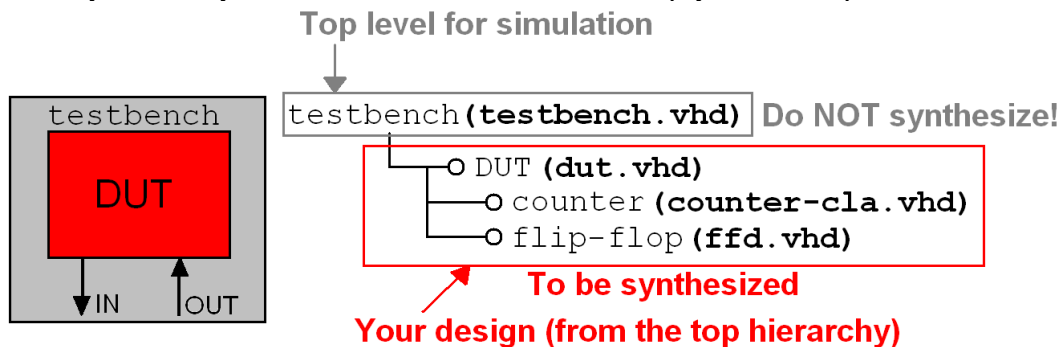 Top level for simulation
testbench
testbench(testbench.vhd) Do NOT synthesize!
DUT
DUT (dut.vhd)
counter (counter-cla.vhd)
flip-flop (ffd.vhd)
IN OUT
To be synthesized
Your design (from the top hierarchy)